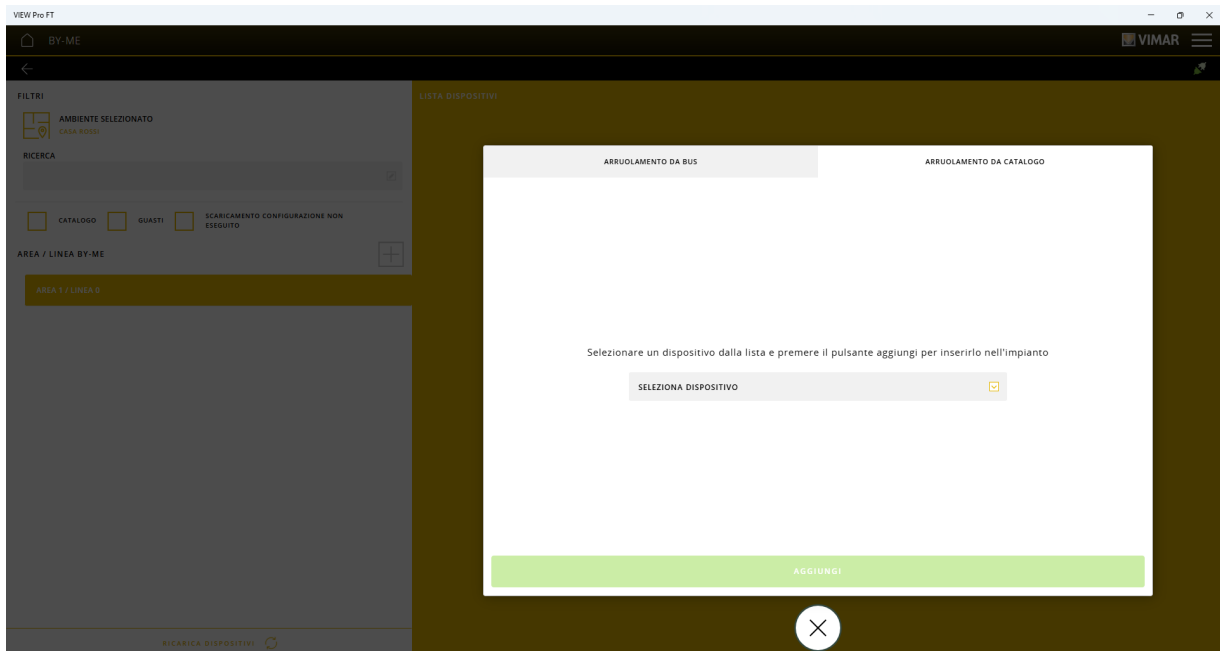 VIEW Pro FT
BY-ME
VIMAR
FILTRI
AMBIENTE SELEZIONATO
CASA ROSSI
RICERCA
CATALOGO
GUASTI
SCARICAMENTO CONFIGURAZIONE NON
ESEGUITO
AREA / LINEA BY-ME
AREA 1 / LINEA 0
RICARICA DISPOSITIVI
LISTA DISPOSITIVI
ARRUOLAMENTO DA BUS
ARRUOLAMENTO DA CATALOGO
Selezionare un dispositivo dalla lista e premere il pulsante aggiungi per inserirlo nell'impianto
SELEZIONA DISPOSITIVO
AGGIUNGI